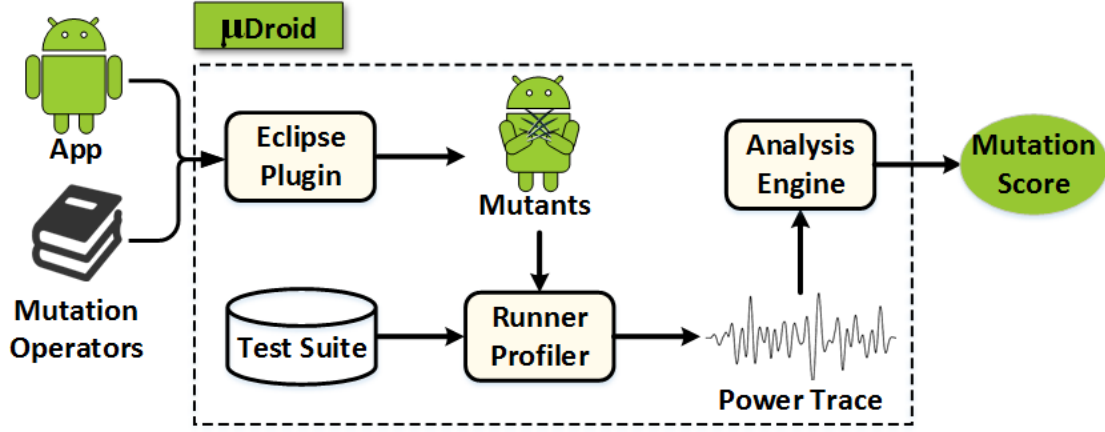 µDroid
App
Mutation
Operators
Eclipse
Plugin
Mutants
Test Suite
Runner
Profiler
Power Trace
Analysis
Engine
Mutation
Score